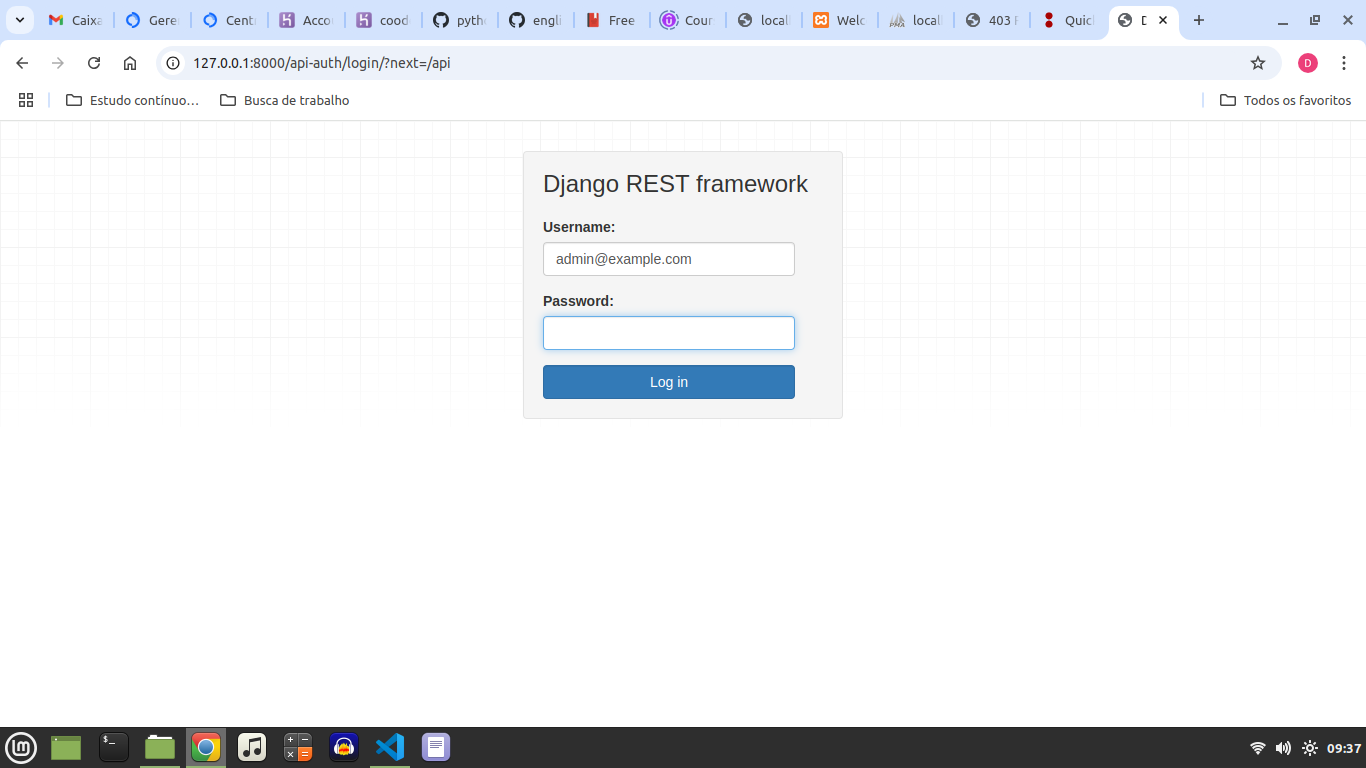 Caixa
Gere
Cent
Acco
cood
pyth
engli
Free
Cour
local
Welc
local
403
Quic
127.0.0.1:8000/api-auth/login/?next=/api
D
Estudo contínuo…
Busca de trabalho
Todos os favoritos
Django REST framework
Username:
admin@example.com
Password:
Log in
09:37